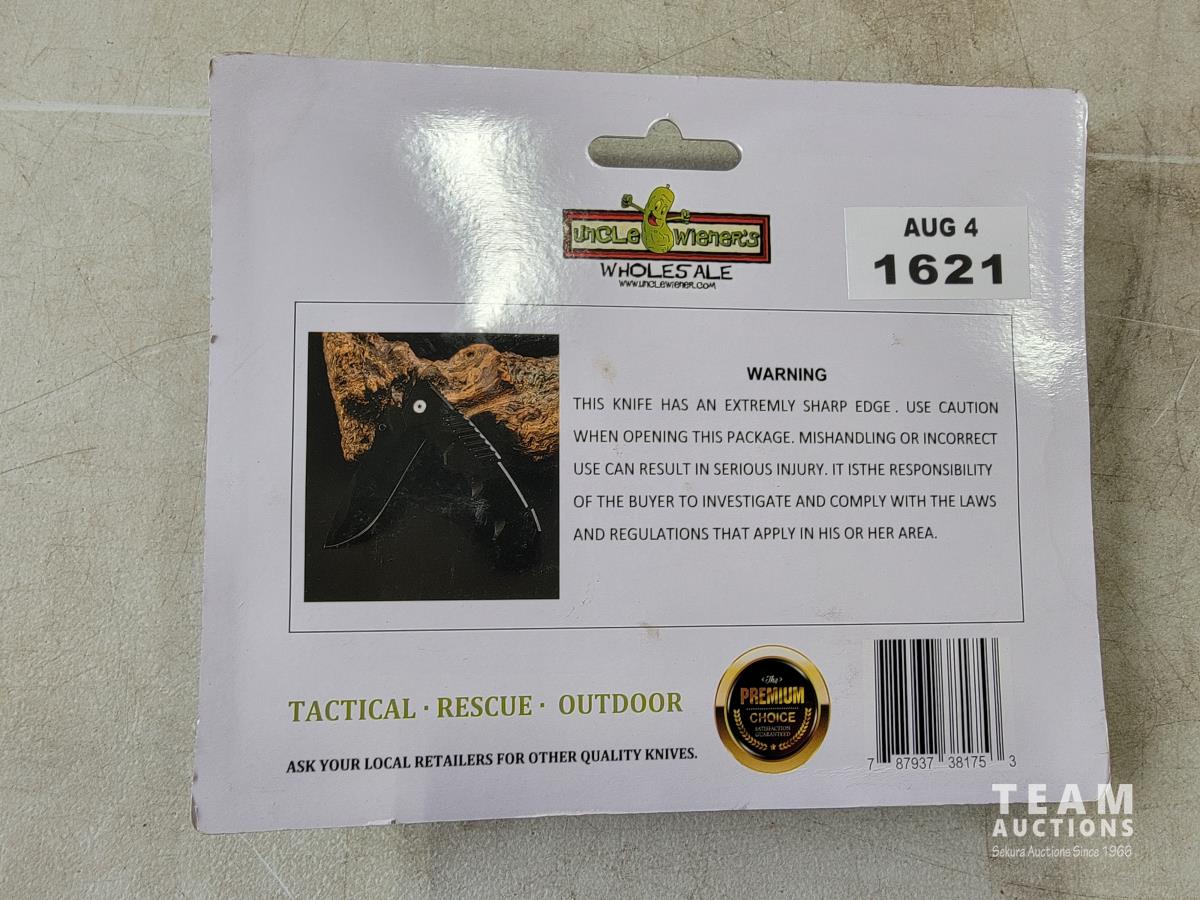 UNCLE WIENER'S
WHOLESALE
WWW.UNCLEWIENER.COM
AUG 4
1621
WARNING
THIS KNIFE HAS AN EXTREMLY SHARP EDGE. USE CAUTION
WHEN OPENING THIS PACKAGE. MISHANDLING OR INCORRECT
USE CAN RESULT IN SERIOUS INJURY. IT ISTHE RESPONSIBILITY
OF THE BUYER TO INVESTIGATE AND COMPLY WITH THE LAWS
AND REGULATIONS THAT APPLY IN HIS OR HER AREA.
TACTICAL · RESCUE · OUTDOOR
ASK YOUR LOCAL RETAILERS FOR OTHER QUALITY KNIVES.
The
PREMIUM
CHOICE
SATISFACTION
GUARANTEED
7 87937 38175 3
TEAM
AUCTIONS
Sekura Auctions Since 1966